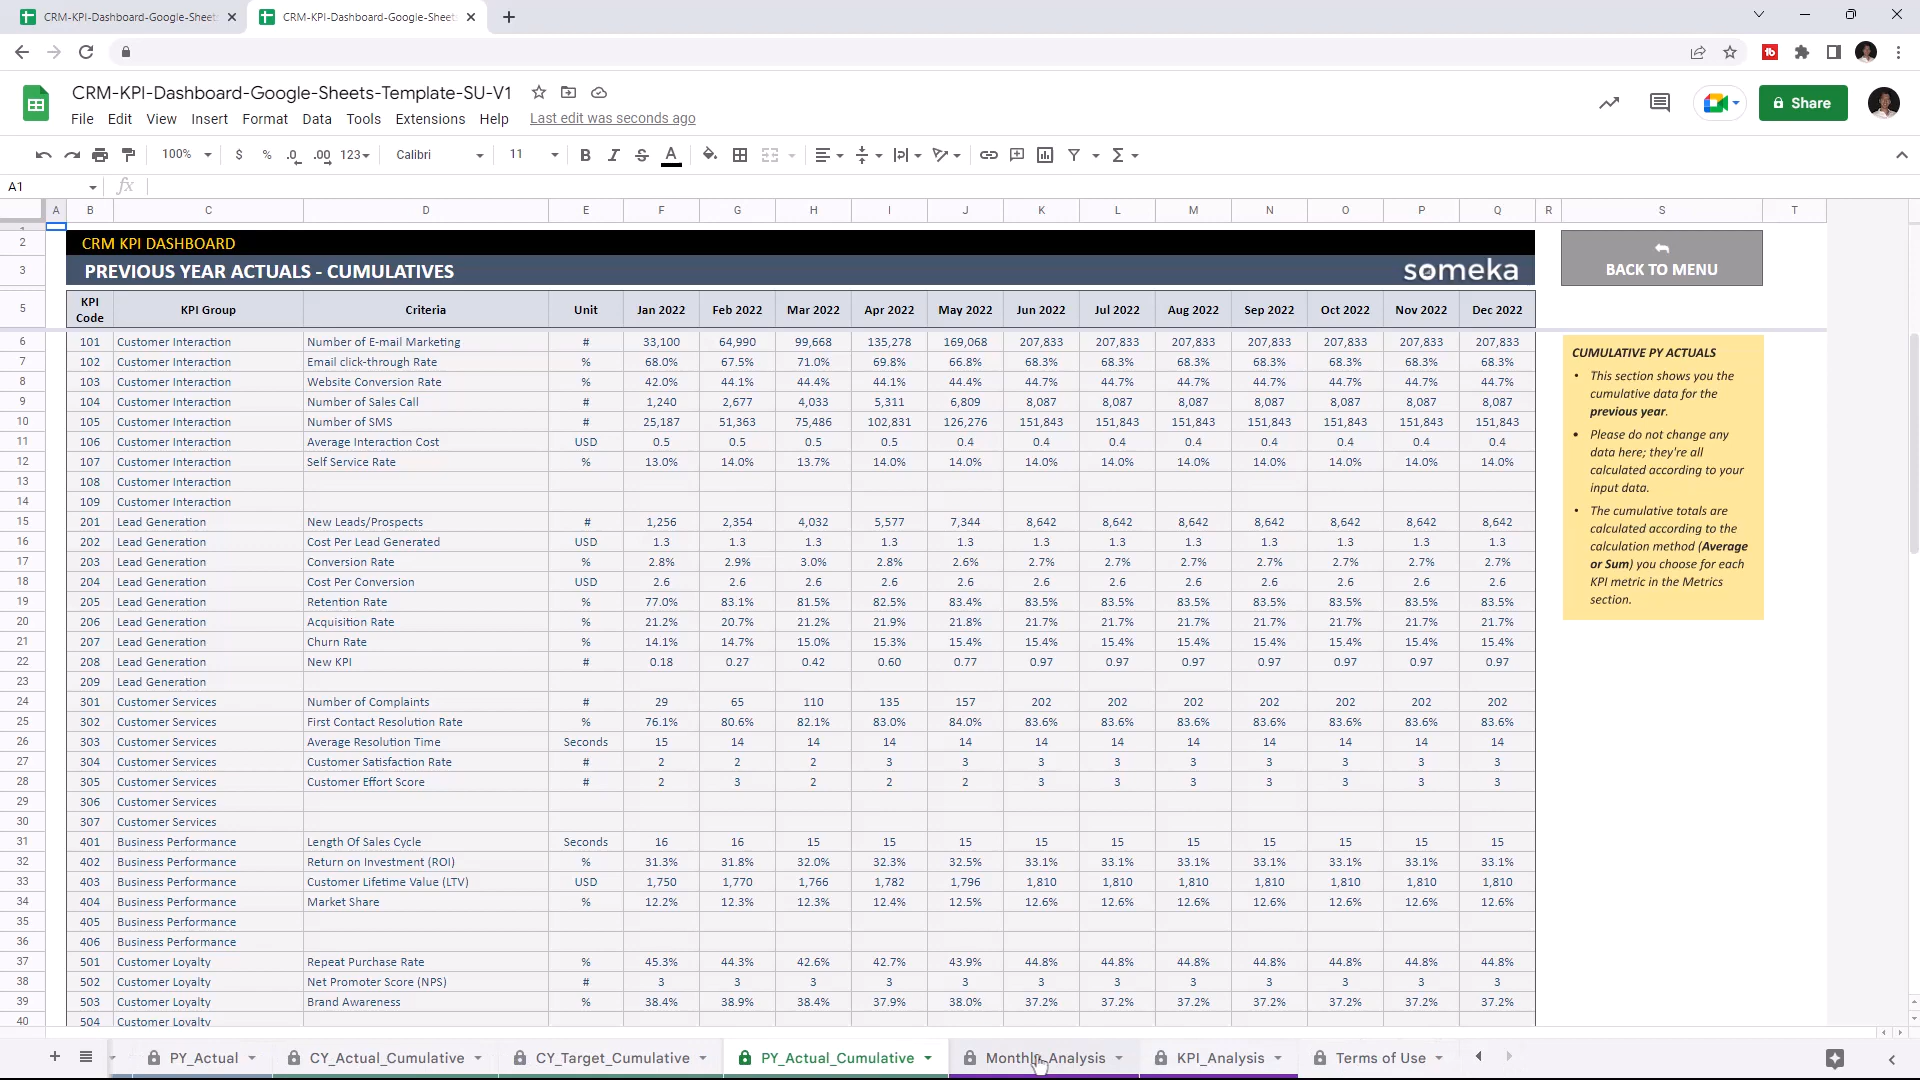 CRM-KPI-Dashboard-Google-Sheet: CRM-KPI-Dashboard-Google-Sheet:
CRM-KPI-Dashboard-Google-Sheets-Template-SU-V1
File Edit View Insert Format Data Tools Extensions Help Last edit was seconds ago
Share
100% $ % .0 .00 123 Calibri 11 B I S A Σ
A1 fx
A B C D E F G H I J K L M N O P Q R S T
2 CRM KPI DASHBOARD
3 PREVIOUS YEAR ACTUALS - CUMULATIVES someka
BACK TO MENU
5 KPI Code KPI Group Criteria Unit Jan 2022 Feb 2022 Mar 2022 Apr 2022 May 2022 Jun 2022 Jul 2022 Aug 2022 Sep 2022 Oct 2022 Nov 2022 Dec 2022
6 101 Customer Interaction Number of E-mail Marketing # 33,100 64,990 99,668 135,278 169,068 207,833 207,833 207,833 207,833 207,833 207,833 207,833
7 102 Customer Interaction Email click-through Rate % 68.0% 67.5% 71.0% 69.8% 66.8% 68.3% 68.3% 68.3% 68.3% 68.3% 68.3% 68.3%
8 103 Customer Interaction Website Conversion Rate % 42.0% 44.1% 44.4% 44.1% 44.4% 44.7% 44.7% 44.7% 44.7% 44.7% 44.7% 44.7%
9 104 Customer Interaction Number of Sales Call # 1,240 2,677 4,033 5,311 6,809 8,087 8,087 8,087 8,087 8,087 8,087 8,087
10 105 Customer Interaction Number of SMS # 25,187 51,363 75,486 102,831 126,276 151,843 151,843 151,843 151,843 151,843 151,843 151,843
11 106 Customer Interaction Average Interaction Cost USD 0.5 0.5 0.5 0.5 0.4 0.4 0.4 0.4 0.4 0.4 0.4 0.4
12 107 Customer Interaction Self Service Rate % 13.0% 14.0% 13.7% 14.0% 14.0% 14.0% 14.0% 14.0% 14.0% 14.0% 14.0% 14.0%
13 108 Customer Interaction
14 109 Customer Interaction
15 201 Lead Generation New Leads/Prospects # 1,256 2,354 4,032 5,577 7,344 8,642 8,642 8,642 8,642 8,642 8,642 8,642
16 202 Lead Generation Cost Per Lead Generated USD 1.3 1.3 1.3 1.3 1.3 1.3 1.3 1.3 1.3 1.3 1.3 1.3
17 203 Lead Generation Conversion Rate % 2.8% 2.9% 3.0% 2.8% 2.6% 2.7% 2.7% 2.7% 2.7% 2.7% 2.7% 2.7%
18 204 Lead Generation Cost Per Conversion USD 2.6 2.6 2.6 2.6 2.6 2.6 2.6 2.6 2.6 2.6 2.6 2.6
19 205 Lead Generation Retention Rate % 77.0% 83.1% 81.5% 82.5% 83.4% 83.5% 83.5% 83.5% 83.5% 83.5% 83.5% 83.5%
20 206 Lead Generation Acquisition Rate % 21.2% 20.7% 21.2% 21.9% 21.8% 21.7% 21.7% 21.7% 21.7% 21.7% 21.7% 21.7%
21 207 Lead Generation Churn Rate % 14.1% 14.7% 15.0% 15.3% 15.4% 15.4% 15.4% 15.4% 15.4% 15.4% 15.4% 15.4%
22 208 Lead Generation New KPI # 0.18 0.27 0.42 0.60 0.77 0.97 0.97 0.97 0.97 0.97 0.97 0.97
23 209 Lead Generation
24 301 Customer Services Number of Complaints # 29 65 110 135 157 202 202 202 202 202 202 202
25 302 Customer Services First Contact Resolution Rate % 76.1% 80.6% 82.1% 83.0% 84.0% 83.6% 83.6% 83.6% 83.6% 83.6% 83.6% 83.6%
26 303 Customer Services Average Resolution Time Seconds 15 14 14 14 14 14 14 14 14 14 14 14
27 304 Customer Services Customer Satisfaction Rate # 2 2 2 3 3 3 3 3 3 3 3 3
28 305 Customer Services Customer Effort Score # 2 3 2 2 2 3 3 3 3 3 3 3
29 306 Customer Services
30 307 Customer Services
31 401 Business Performance Length Of Sales Cycle Seconds 16 16 15 15 15 15 15 15 15 15 15 15
32 402 Business Performance Return on Investment (ROI) % 31.3% 31.8% 32.0% 32.3% 32.5% 33.1% 33.1% 33.1% 33.1% 33.1% 33.1% 33.1%
33 403 Business Performance Customer Lifetime Value (LTV) USD 1,750 1,770 1,766 1,782 1,796 1,810 1,810 1,810 1,810 1,810 1,810 1,810
34 404 Business Performance Market Share % 12.2% 12.3% 12.3% 12.4% 12.5% 12.6% 12.6% 12.6% 12.6% 12.6% 12.6% 12.6%
35 405 Business Performance
36 406 Business Performance
37 501 Customer Loyalty Repeat Purchase Rate % 45.3% 44.3% 42.6% 42.7% 43.9% 44.8% 44.8% 44.8% 44.8% 44.8% 44.8% 44.8%
38 502 Customer Loyalty Net Promoter Score (NPS) # 3 3 3 3 3 3 3 3 3 3 3 3
39 503 Customer Loyalty Brand Awareness % 38.4% 38.9% 38.4% 37.9% 38.0% 37.2% 37.2% 37.2% 37.2% 37.2% 37.2% 37.2%
40 504 Customer Loyalty
CUMULATIVE PY ACTUALS
• This section shows you the
cumulative data for the
previous year.
• Please do not change any
data here; they're all
calculated according to your
input data.
• The cumulative totals are
calculated according to the
calculation method (Average
or Sum) you choose for each
KPI metric in the Metrics
section.
PY_Actual CY_Actual_Cumulative CY_Target_Cumulative PY_Actual_Cumulative Monthly_Analysis KPI_Analysis Terms of Use